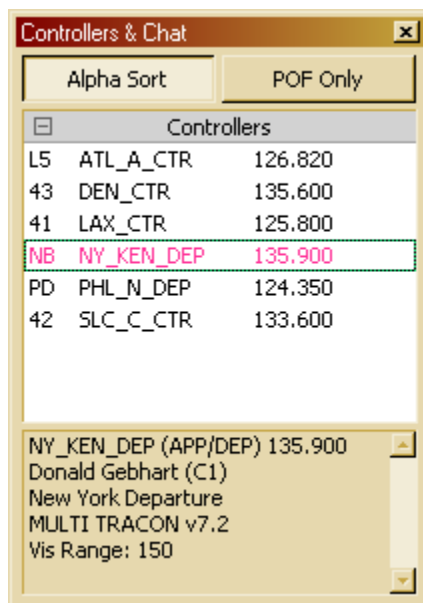 Controllers & Chat
Alpha Sort POF Only
Controllers
L5 ATL_A_CTR 126.820
43 DEN_CTR 135.600
41 LAX_CTR 125.800
NB NY_KEN_DEP 135.900
PD PHL_N_DEP 124.350
42 SLC_C_CTR 133.600
NY_KEN_DEP (APP/DEP) 135.900
Donald Gebhart (C1)
New York Departure
MULTI TRACON v7.2
Vis Range: 150